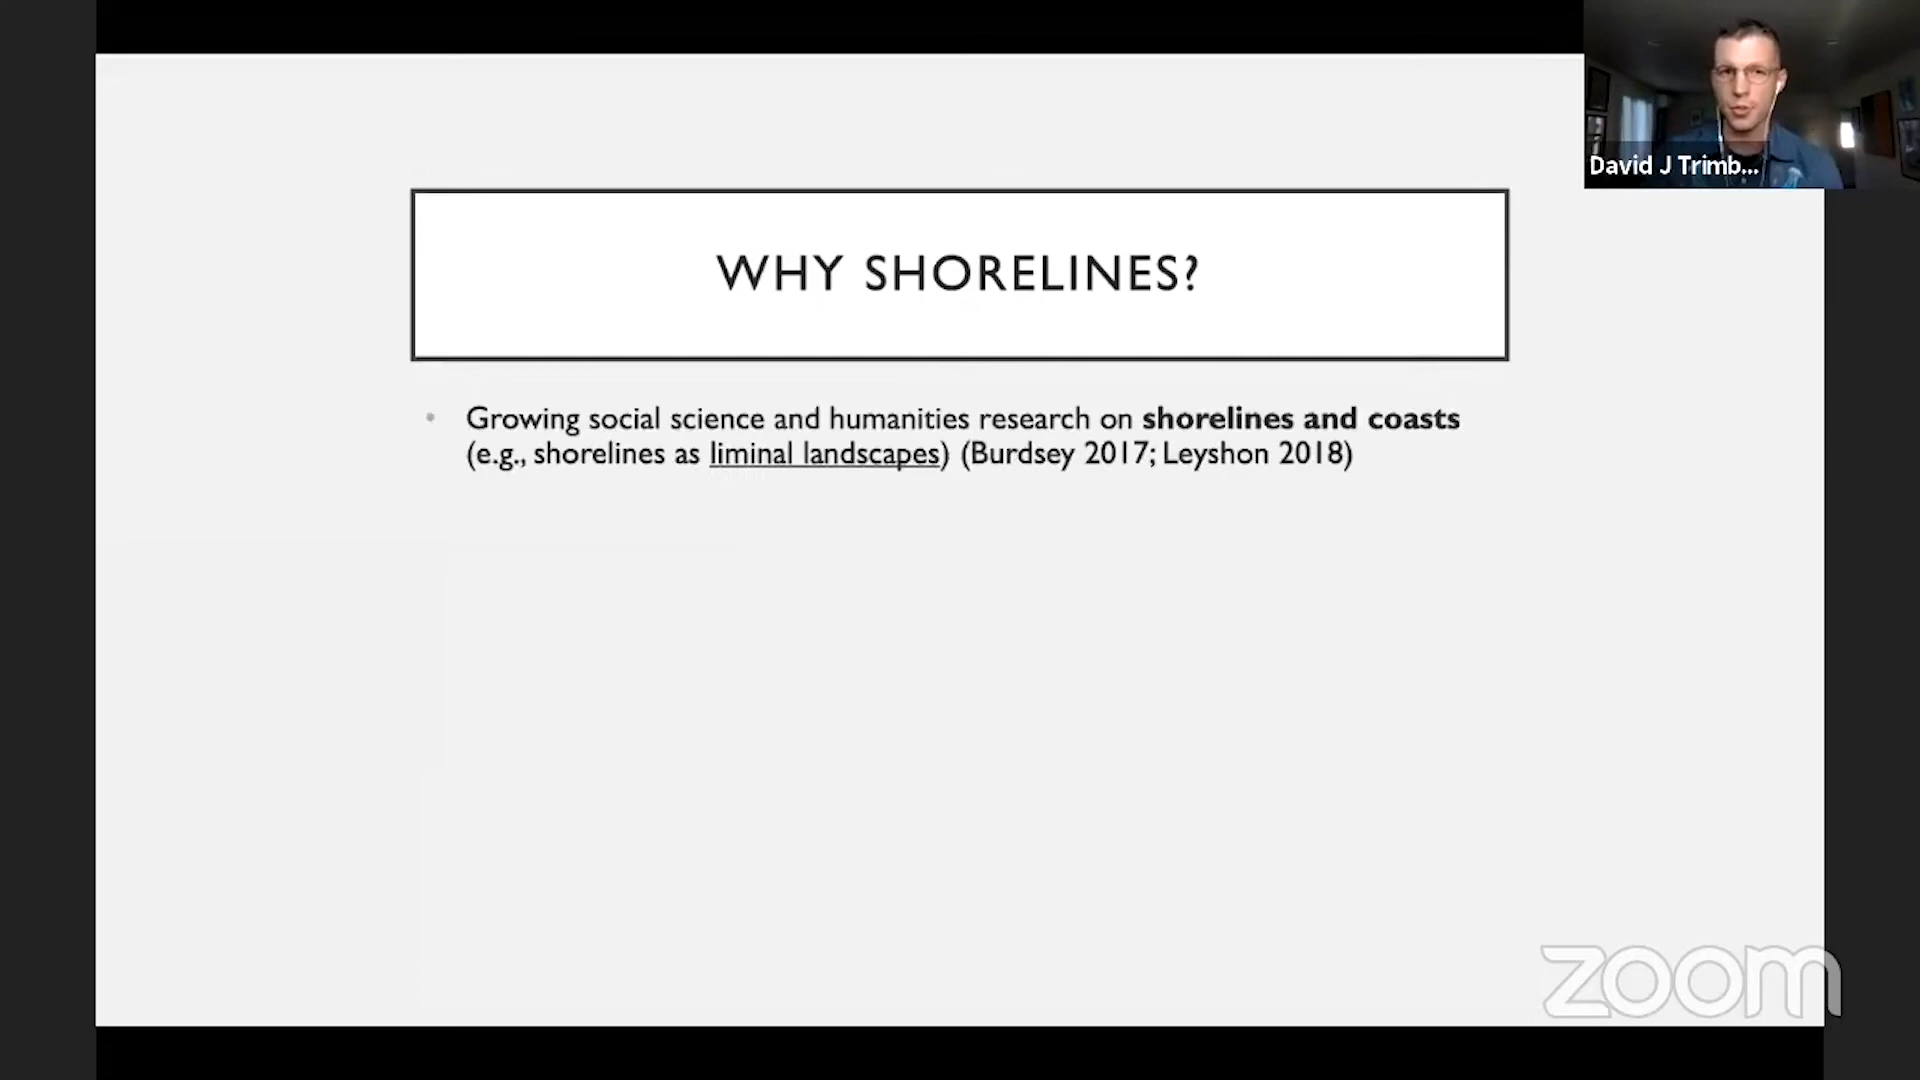 David J Trimb...
WHY SHORELINES?
• Growing social science and humanities research on shorelines and coasts
(e.g., shorelines as liminal landscapes) (Burdsey 2017; Leyshon 2018)
zoom